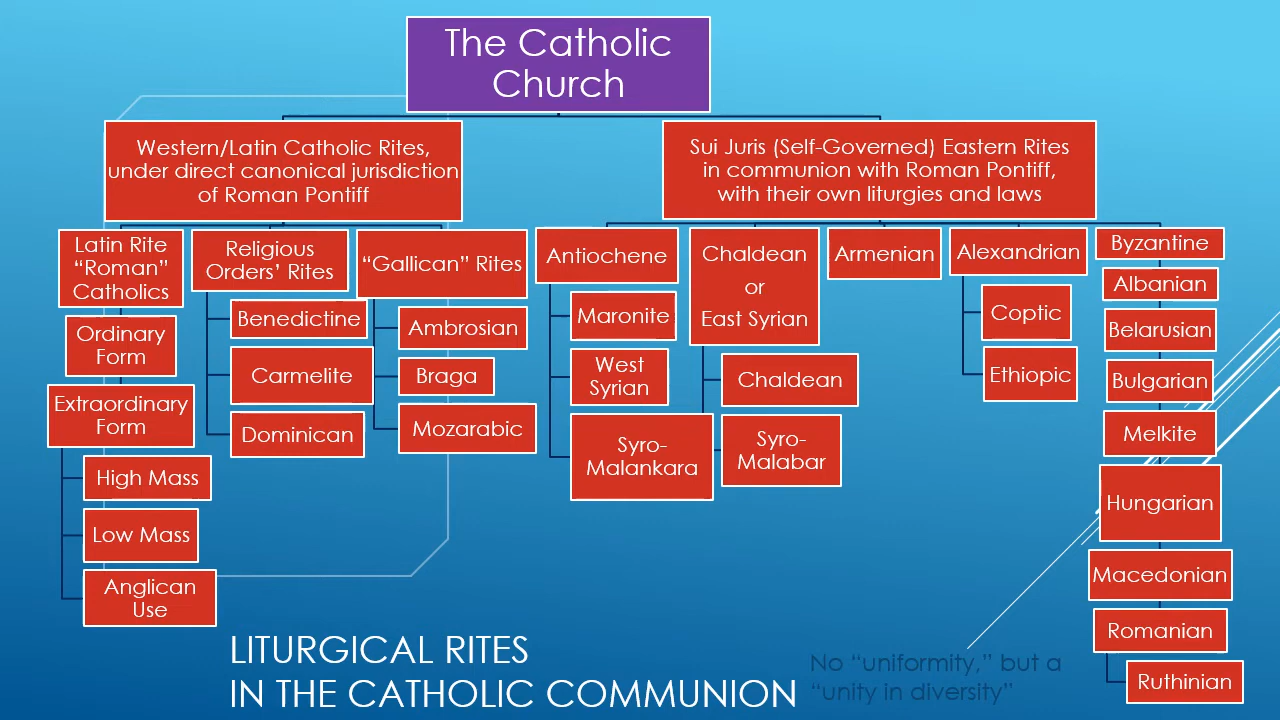 The Catholic
Church
Western/Latin Catholic Rites,
under direct canonical jurisdiction
of Roman Pontiff
Sui Juris (Self-Governed) Eastern Rites
in communion with Roman Pontiff,
with their own liturgies and laws
Latin Rite
“Roman”
Catholics
Ordinary
Form
Extraordinary
Form
High Mass
Low Mass
Anglican
Use
Religious
Orders’ Rites
Benedictine
Carmelite
Dominican
“Gallican” Rites
Ambrosian
Braga
Mozarabic
Antiochene
Maronite
West
Syrian
Syro-
Malankara
Chaldean
or
East Syrian
Chaldean
Syro-
Malabar
Armenian
Alexandrian
Coptic
Ethiopic
Byzantine
Albanian
Belarusian
Bulgarian
Melkite
Hungarian
Macedonian
Romanian
Ruthinian
LITURGICAL RITES
IN THE CATHOLIC COMMUNION
No “uniformity,” but a
“unity in diversity”